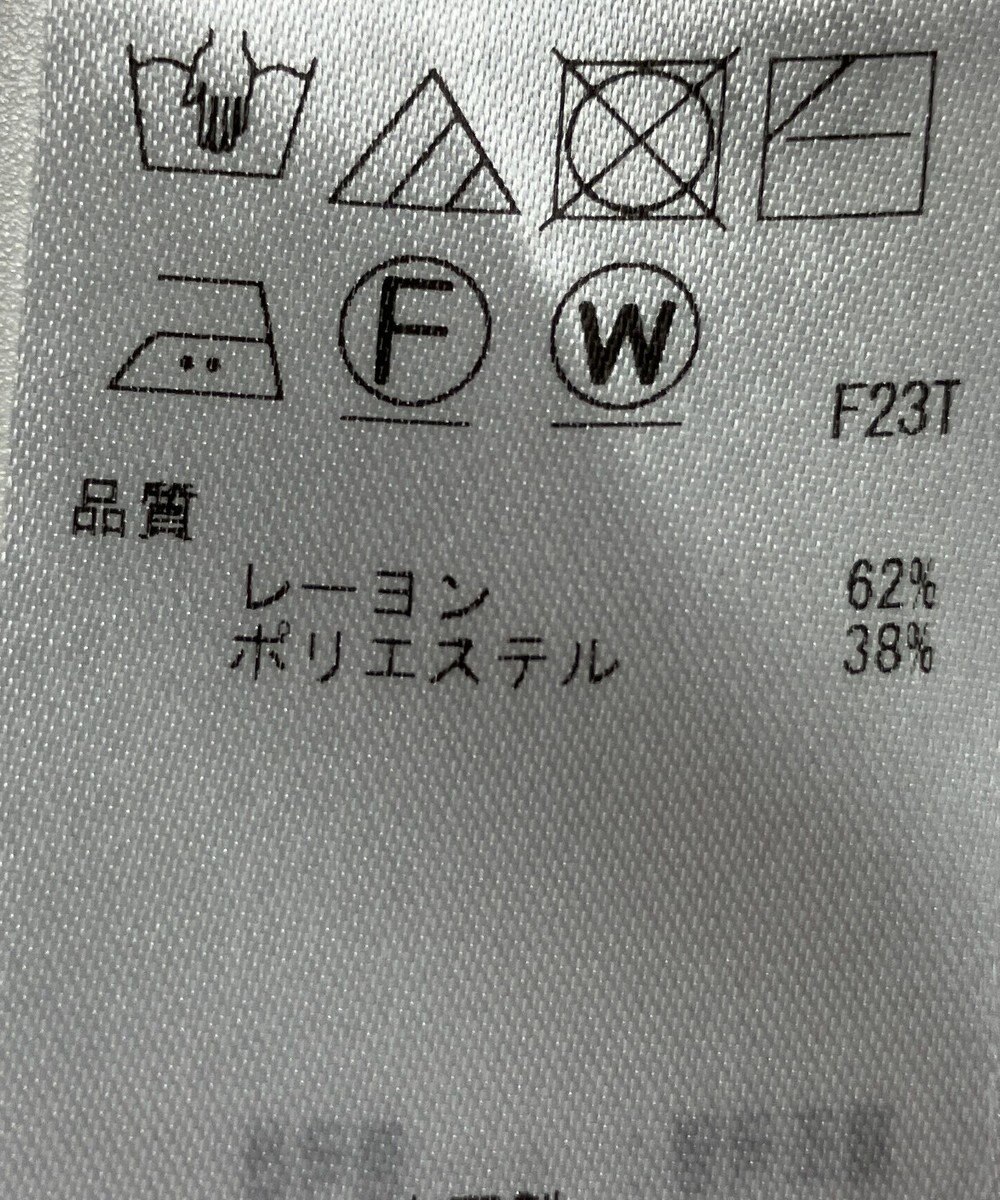 F W
F23T
品質
レーヨン 62%
ポリエステル 38%